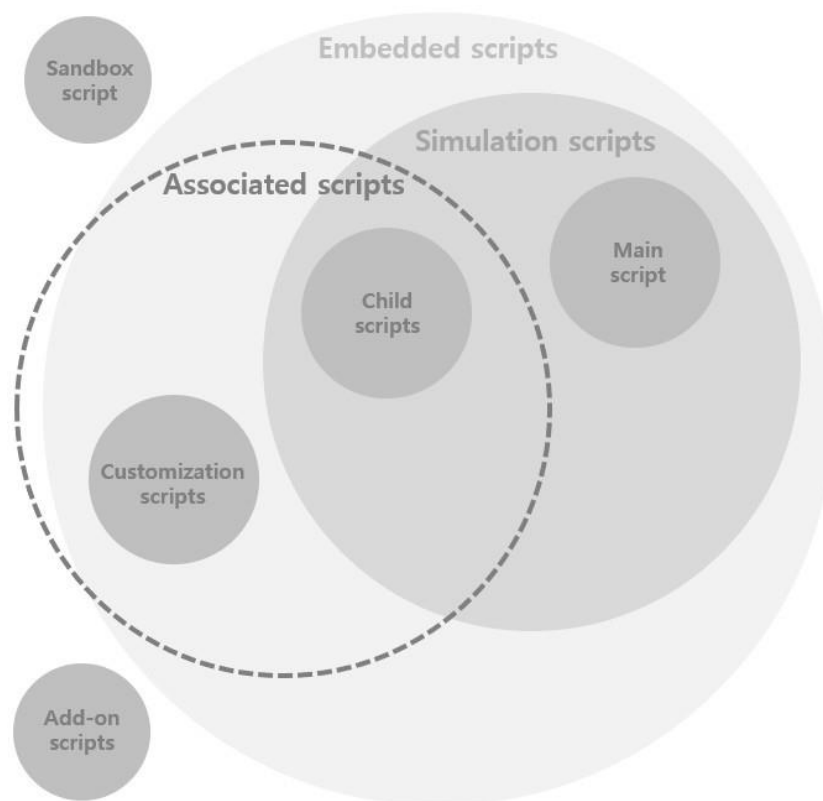 Embedded scripts
Sandbox
script
Simulation scripts
Associated scripts
Main
script
Child
scripts
Customization
scripts
Add-on
scripts